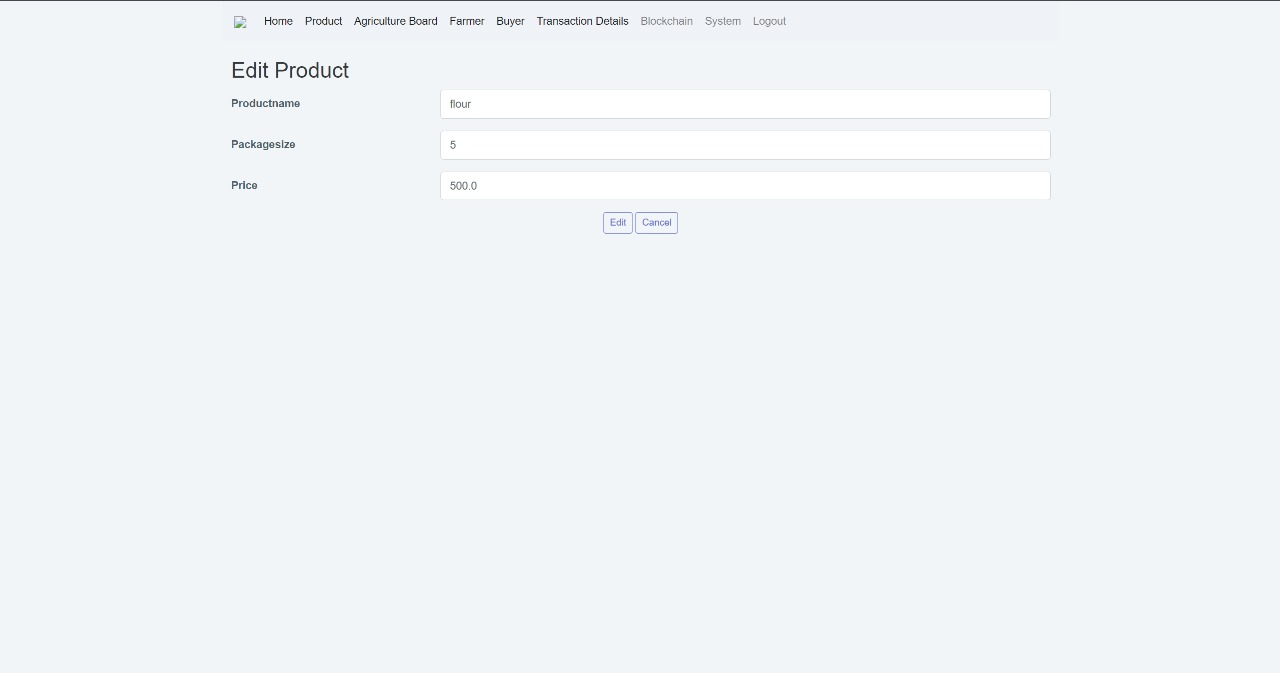 Home Product Agriculture Board Farmer Buyer Transaction Details Blockchain System Logout
Edit Product
Productname flour
Packagesize 5
Price 500.0
Edit Cancel